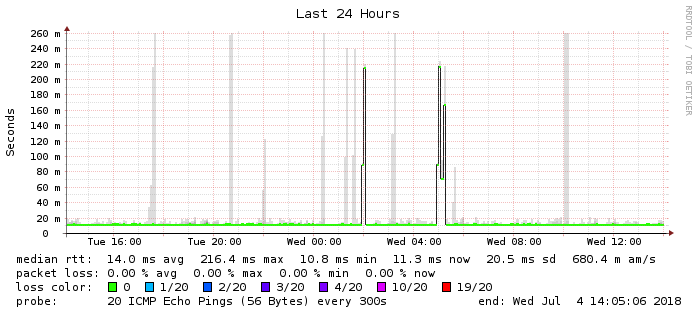 Last 24 Hours
RRDTOOL / TOBI OETIKER
Seconds
260 m
240 m
220 m
200 m
180 m
160 m
140 m
120 m
100 m
80 m
60 m
40 m
20 m
0
Tue 16:00 Tue 20:00 Wed 00:00 Wed 04:00 Wed 08:00 Wed 12:00
median rtt: 14.0 ms avg 216.4 ms max 10.8 ms min 11.3 ms now 20.5 ms sd 680.4 m am/s
packet loss: 0.00 % avg 0.00 % max 0.00 % min 0.00 % now
loss color: 0 1/20 2/20 3/20 4/20 10/20 19/20
probe: 20 ICMP Echo Pings (56 Bytes) every 300s end: Wed Jul 4 14:05:06 2018